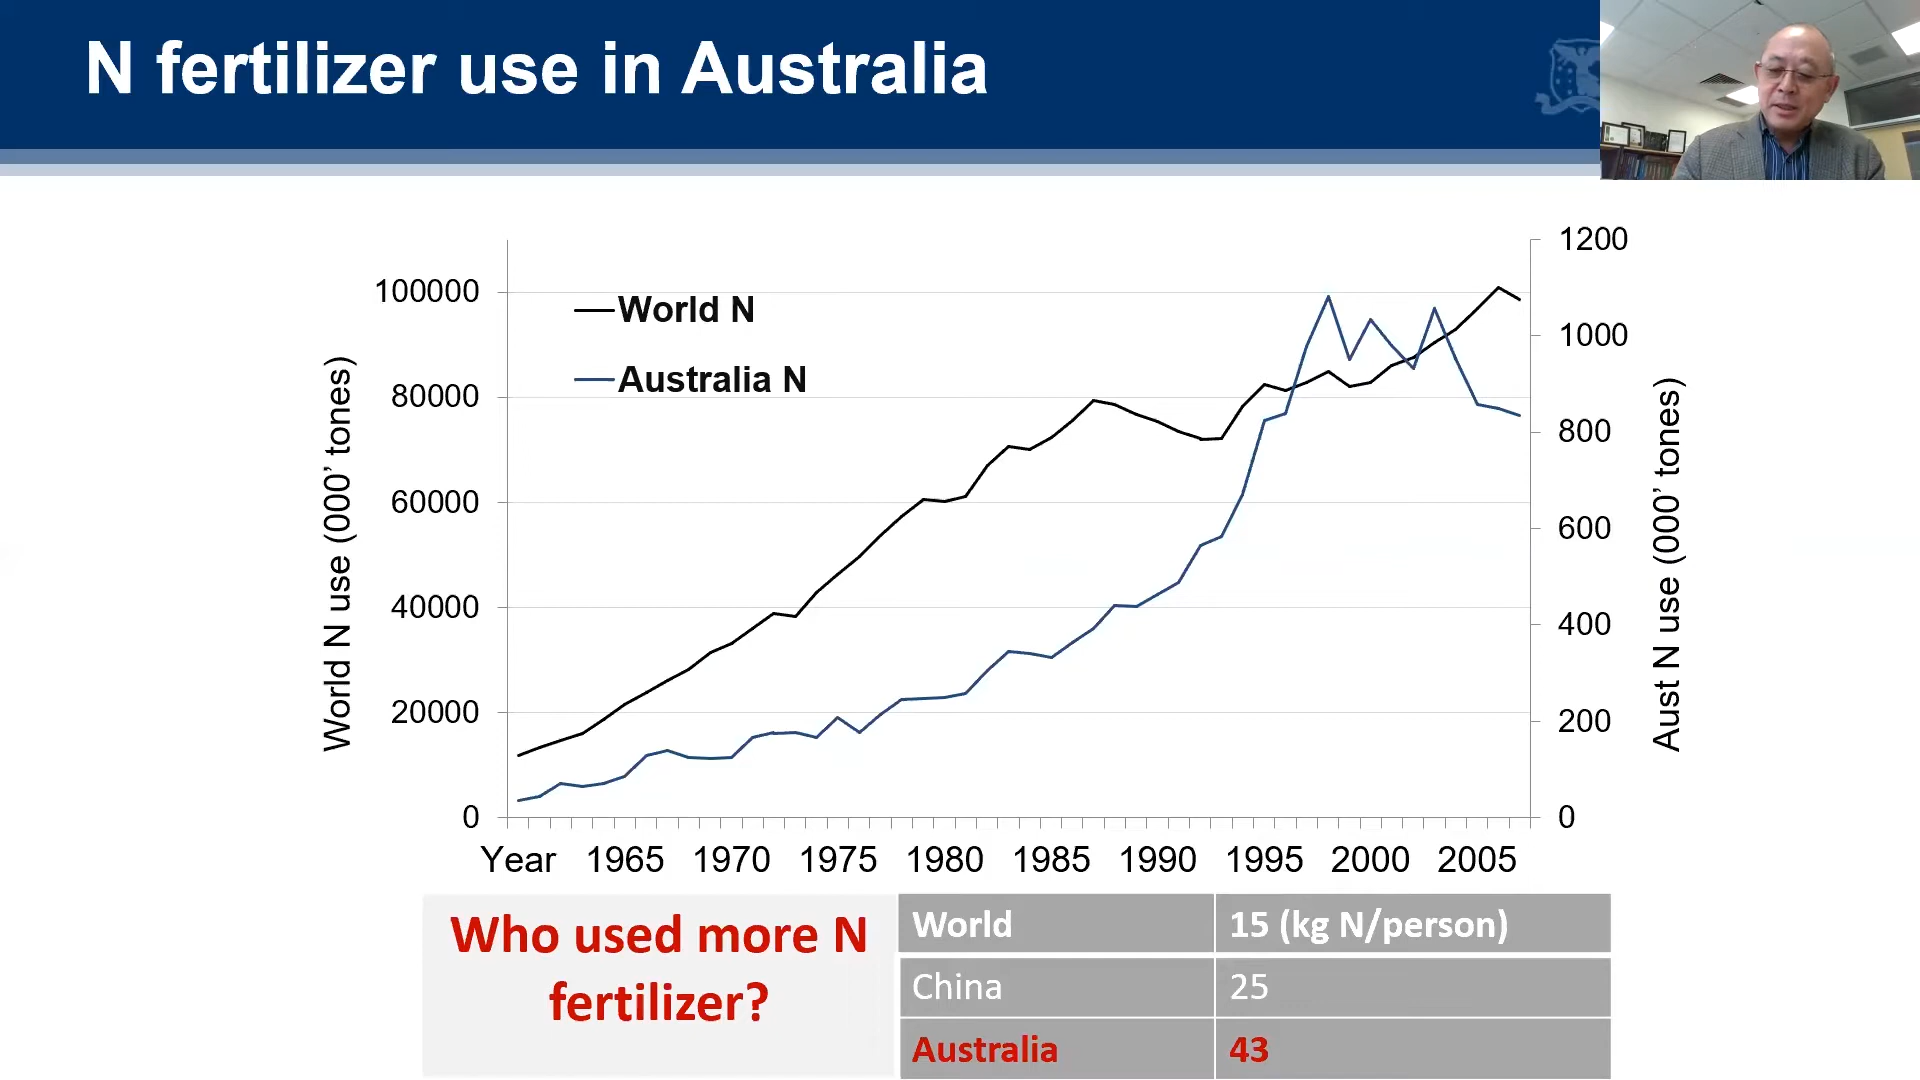 N fertilizer use in Australia
World N use (000’ tones)
100000
80000
60000
40000
20000
0
World N
Australia N
1200
1000
800
600
400
200
0
Aust N use (000’ tones)
Year 1965 1970 1975 1980 1985 1990 1995 2000 2005
Who used more N
fertilizer?
World 15 (kg N/person)
China 25
Australia 43